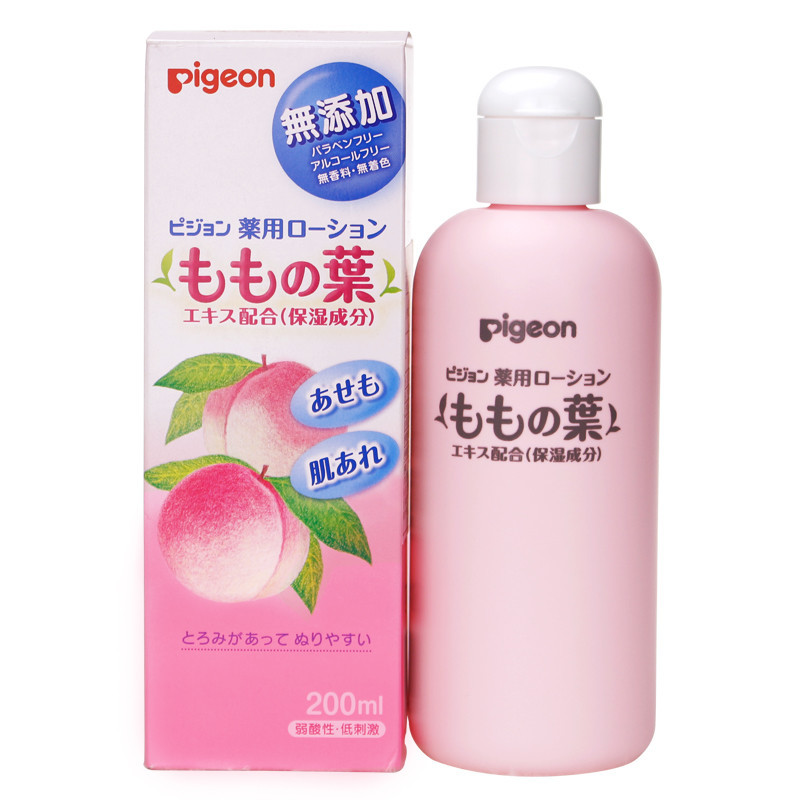 pigeon
無添加
パラベンフリー
アルコールフリー
無香料・無着色
ピジョン 薬用ローション
ももの葉
エキス配合(保湿成分)
あせも
肌あれ
とろみがあって ぬりやすい
200ml
弱酸性・低刺激
pigeon
ピジョン 薬用ローション
ももの葉
エキス配合(保湿成分)